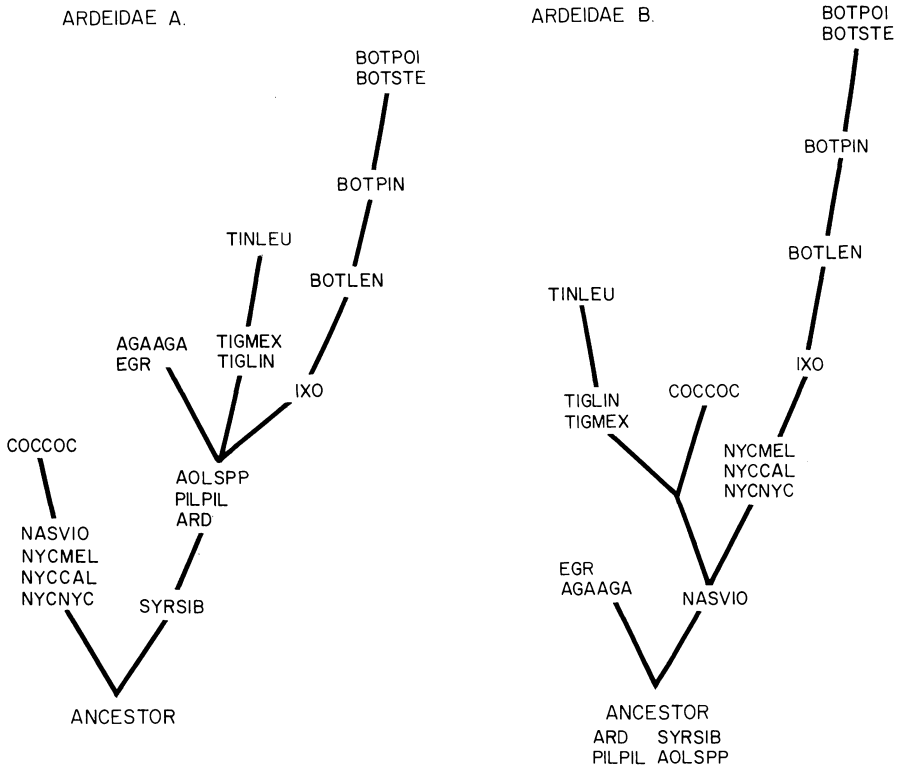 ARDEIDAE A.
BOTPOI
BOTSTE
BOTPIN
TINLEU
BOTLEN
AGAAGA
EGR
TIGMEX
TIGLIN
IXO
COCCOC
AOLSPP
PILPIL
ARD
NASVIO
NYCMEL
NYCCAL
NYCNYC
SYRSIB
ANCESTOR
ARDEIDAE B.
BOTPOI
BOTSTE
BOTPIN
BOTLEN
TINLEU
IXO
TIGLIN
TIGMEX
COCCOC
NYCMEL
NYCCAL
NYCNYC
EGR
AGAAGA
NASVIO
ANCESTOR
ARD SYRSIB
PILPIL AOLSPP